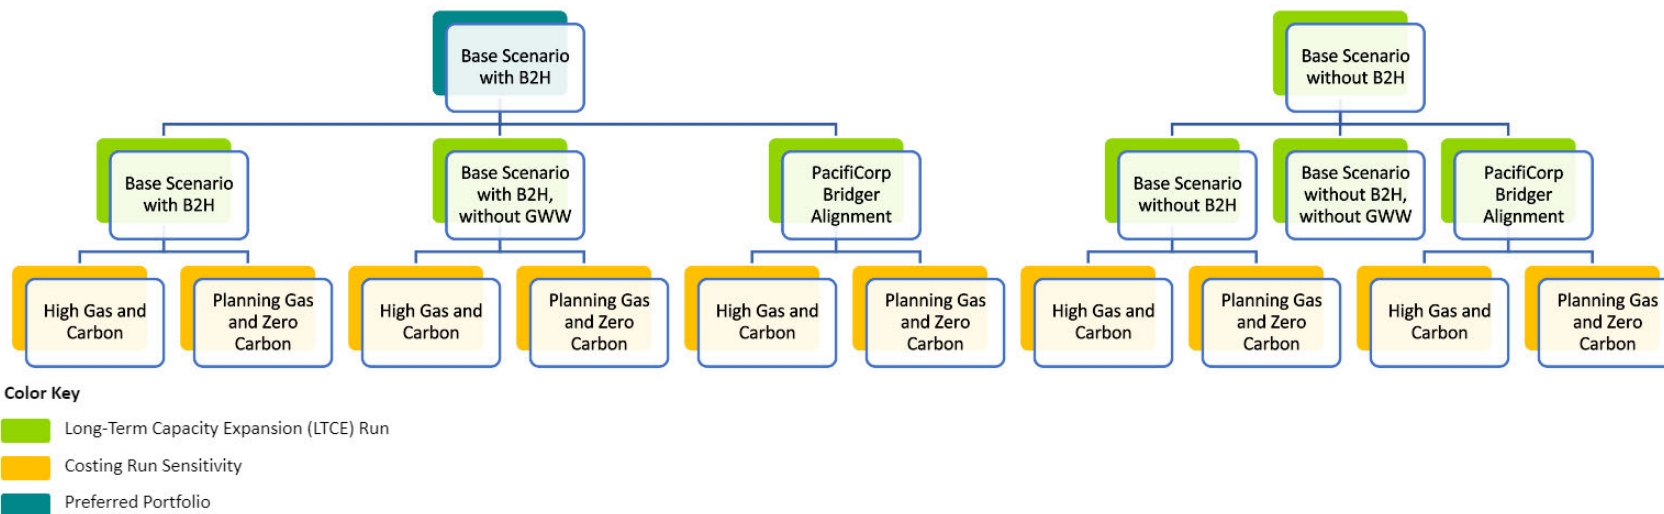 Base Scenario
with B2H
Base Scenario
without B2H
Base Scenario
with B2H
Base Scenario
with B2H,
without GWW
PacifiCorp
Bridger
Alignment
Base Scenario
without B2H
Base Scenario
without B2H,
without GWW
PacifiCorp
Bridger
Alignment
High Gas and
Carbon
Planning Gas
and Zero
Carbon
High Gas and
Carbon
Planning Gas
and Zero
Carbon
High Gas and
Carbon
Planning Gas
and Zero
Carbon
High Gas and
Carbon
Planning Gas
and Zero
Carbon
High Gas and
Carbon
Planning Gas
and Zero
Carbon
Color Key
Long-Term Capacity Expansion (LTCE) Run
Costing Run Sensitivity
Preferred Portfolio